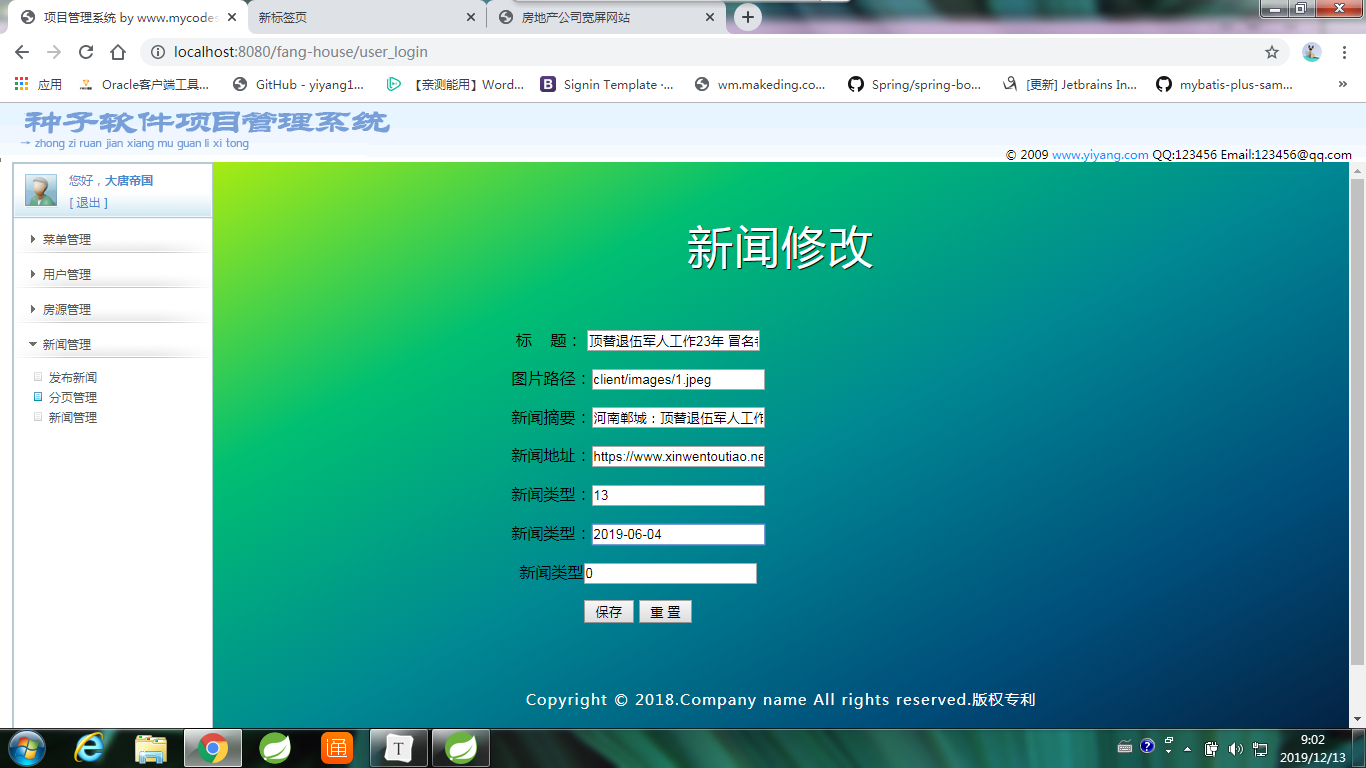 项目管理系统 by www.mycodes
新标签页
房地产公司宽屏网站
localhost:8080/fang-house/user_login
应用
Oracle客户端工具...
GitHub - yiyang1...
【亲测能用】Word...
Signin Template ·...
wm.makeding.co...
Spring/spring-bo...
[更新] Jetbrains In...
mybatis-plus-sam...
种子软件项目管理系统
→ zhong zi ruan jian xiang mu guan li xi tong
© 2009 www.yiyang.com QQ:123456 Email:123456@qq.com
您好，大唐帝国
[ 退出 ]
菜单管理
用户管理
房源管理
新闻管理
发布新闻
分页管理
新闻管理
新闻修改
标 题： 顶替退伍军人工作23年 冒名
图片路径：client/images/1.jpeg
新闻摘要：河南郸城：顶替退伍军人工作
新闻地址：https://www.xinwentoutiao.ne
新闻类型：13
新闻类型：2019-06-04
新闻类型0
保存 重 置
Copyright © 2018.Company name All rights reserved.版权专利
通
T
9:02
2019/12/13